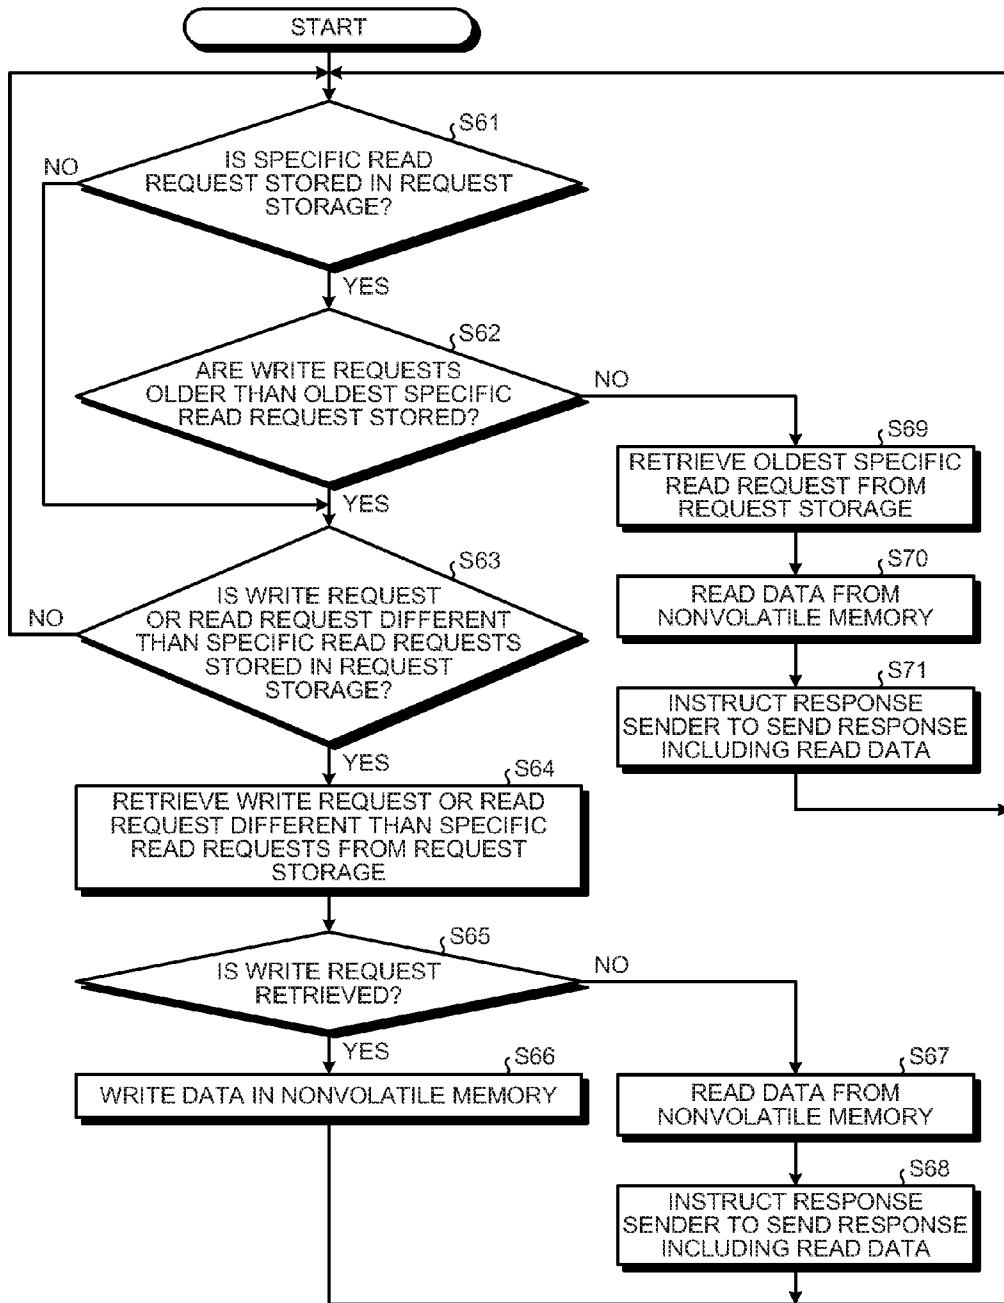 START
S61
NO
IS SPECIFIC READ
REQUEST STORED IN REQUEST
STORAGE?
YES
S62
ARE WRITE REQUESTS
OLDER THAN OLDEST SPECIFIC
READ REQUEST STORED?
NO
YES
S69
RETRIEVE OLDEST SPECIFIC
READ REQUEST FROM
REQUEST STORAGE
S70
READ DATA FROM
NONVOLATILE MEMORY
S71
INSTRUCT RESPONSE
SENDER TO SEND RESPONSE
INCLUDING READ DATA
S63
NO
IS WRITE REQUEST
OR READ REQUEST DIFFERENT
THAN SPECIFIC READ REQUESTS
STORED IN REQUEST
STORAGE?
YES
S64
RETRIEVE WRITE REQUEST OR READ
REQUEST DIFFERENT THAN SPECIFIC
READ REQUESTS FROM REQUEST
STORAGE
S65
IS WRITE REQUEST
RETRIEVED?
NO
YES
S66
WRITE DATA IN NONVOLATILE MEMORY
S67
READ DATA FROM
NONVOLATILE MEMORY
S68
INSTRUCT RESPONSE
SENDER TO SEND RESPONSE
INCLUDING READ DATA